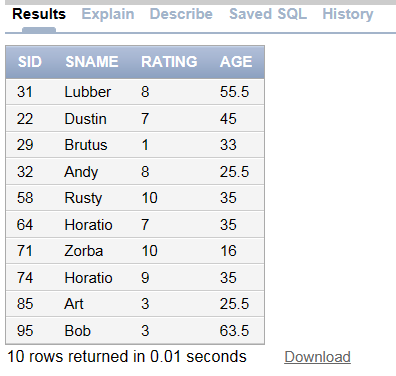 Results Explain Describe Saved SQL History
SID SNAME RATING AGE
31 Lubber 8 55.5
22 Dustin 7 45
29 Brutus 1 33
32 Andy 8 25.5
58 Rusty 10 35
64 Horatio 7 35
71 Zorba 10 16
74 Horatio 9 35
85 Art 3 25.5
95 Bob 3 63.5
10 rows returned in 0.01 seconds Download